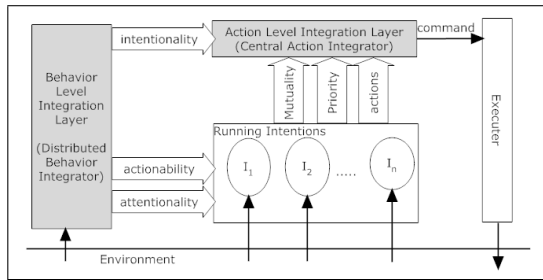 intentionality
Action Level Integration Layer
(Central Action Integrator)
command
Behavior
Level
Integration
Layer
(Distributed
Behavior
Integrator)
Mutuality
Priority
actions
Executer
Running Intentions
actionability
attentionality
I1
I2
.....
In
Environment